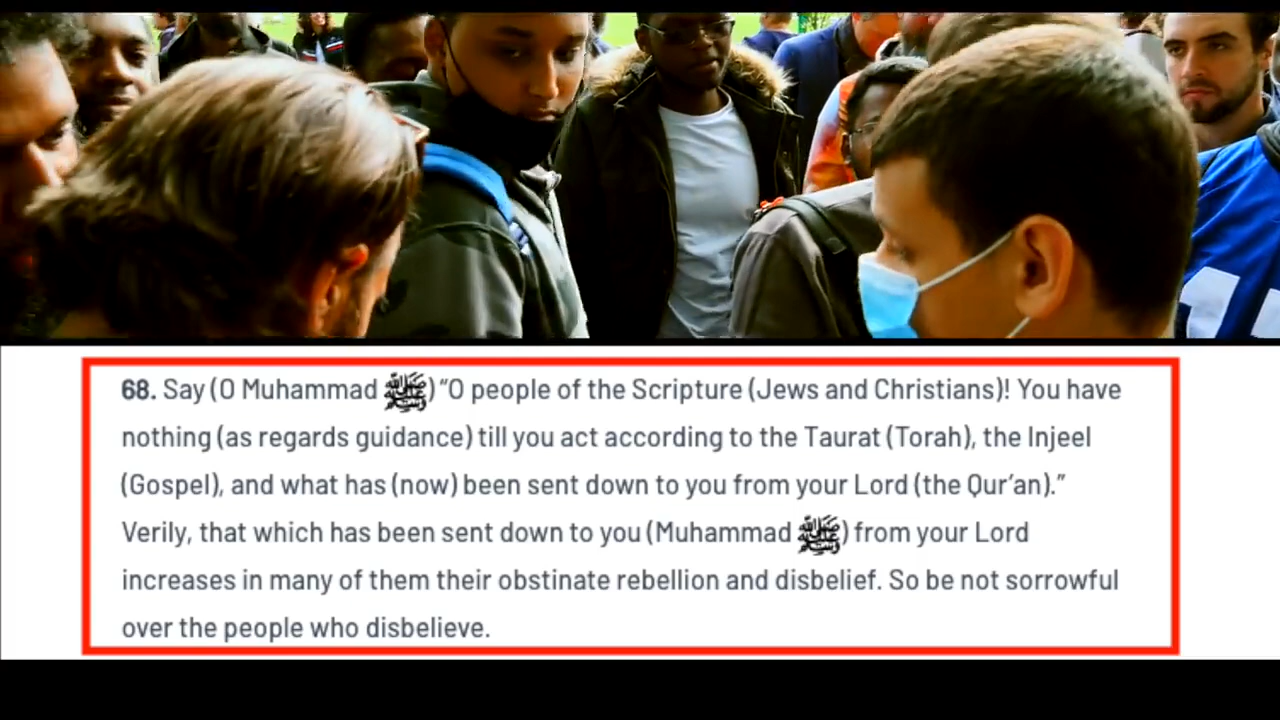 68. Say (O Muhammad ﷺ) “O people of the Scripture (Jews and Christians)! You have
nothing (as regards guidance) till you act according to the Taurat (Torah), the Injeel
(Gospel), and what has (now) been sent down to you from your Lord (the Qur’an).”
Verily, that which has been sent down to you (Muhammad ﷺ) from your Lord
increases in many of them their obstinate rebellion and disbelief. So be not sorrowful
over the people who disbelieve.